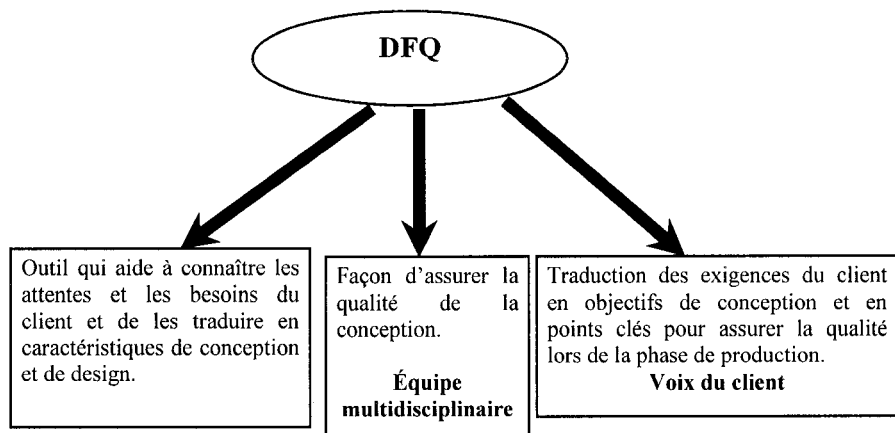 DFQ
Outil qui aide à connaître les
attentes et les besoins du
client et de les traduire en
caractéristiques de conception
et de design.
Façon d'assurer la
qualité de la
conception.
Équipe
multidisciplinaire
Traduction des exigences du client
en objectifs de conception et en
points clés pour assurer la qualité
lors de la phase de production.
Voix du client